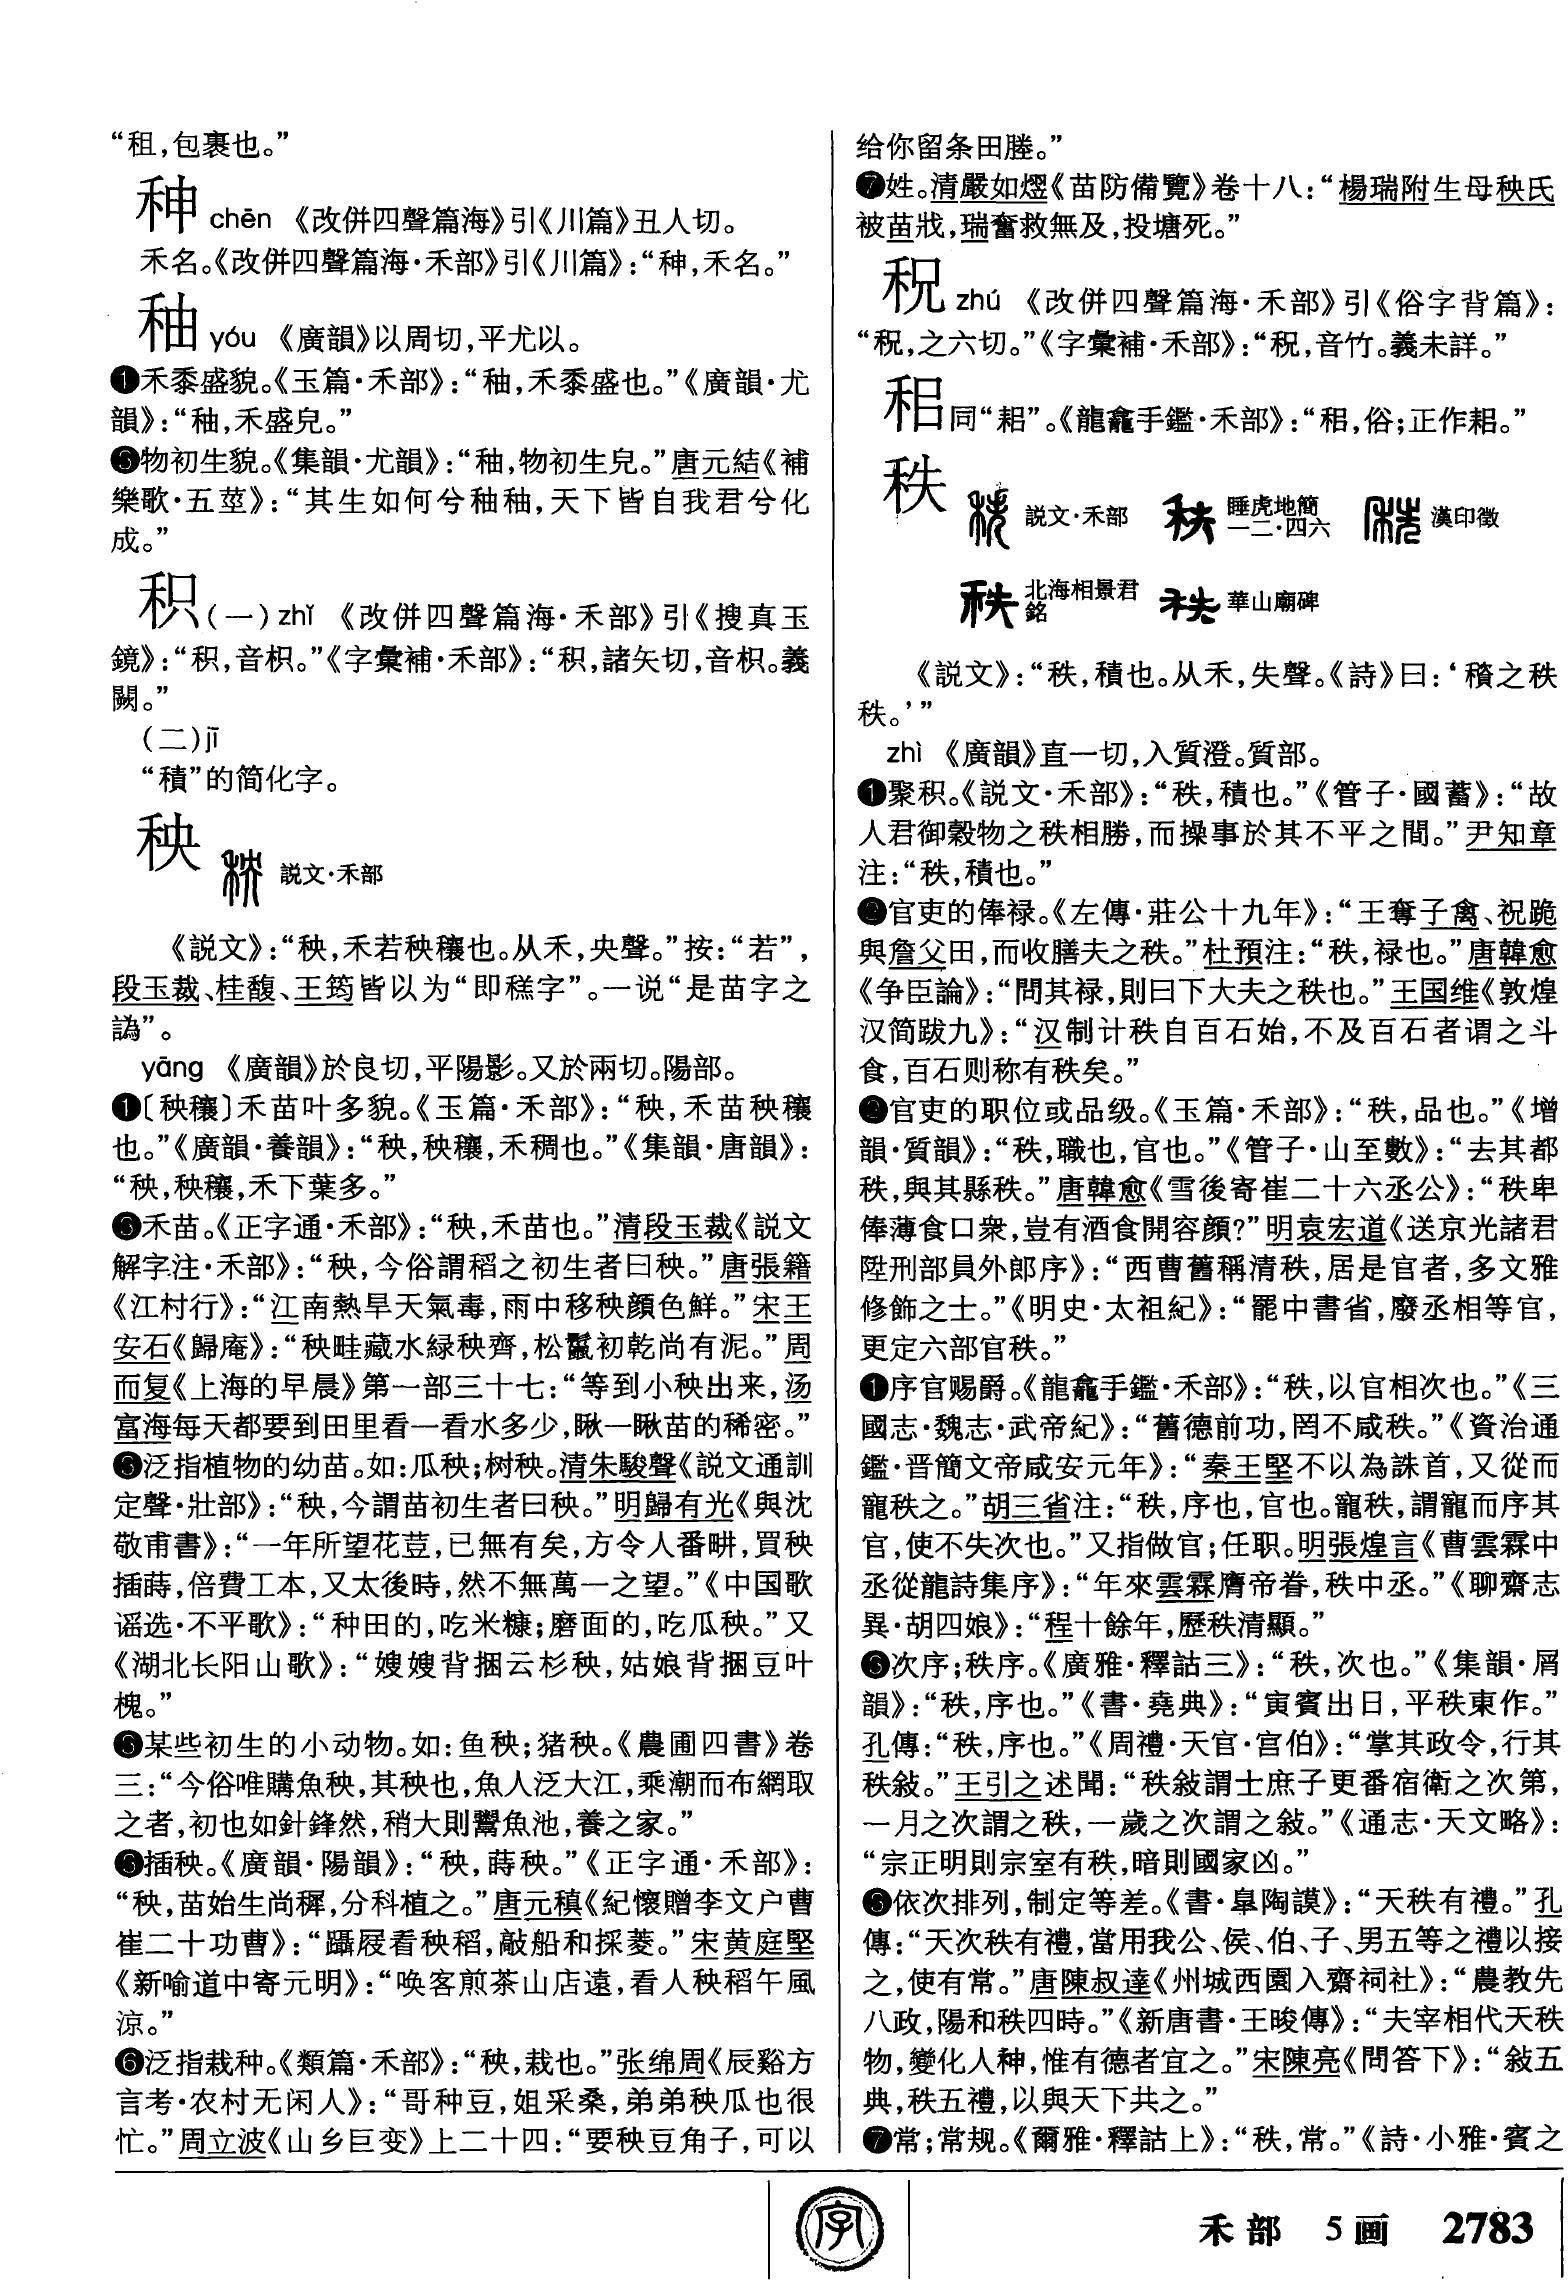 “租，包裹也。”
䄕 chēn 《改併四聲篇海》引《川篇》丑人切。
禾名。《改併四聲篇海·禾部》引《川篇》：“䄕，禾名。”
秞 yóu 《廣韻》以周切，平尤以。
❶禾黍盛貌。《玉篇·禾部》：“秞，禾黍盛也。”《廣韻·尤
韻》：“秞，禾盛皃。”
❷物初生貌。《集韻·尤韻》：“秞，物初生皃。”唐元結《補
樂歌·五莖》：“其生如何兮秞秞，天下皆自我君兮化
成。”
积(一)zhǐ 《改併四聲篇海·禾部》引《搜真玉
鏡》：“积，音枳。”《字彙補·禾部》：“积，諸矢切，音枳。義
闕。”
(二)jī
“積”的简化字。
秧 説文·禾部
《説文》：“秧，禾若秧穰也。从禾，央聲。”按：“若”，
段玉裁、桂馥、王筠皆以为“即糕字”。一说“是苗字之
譌”。
yāng 《廣韻》於良切，平陽影。又於兩切。陽部。
❶〔秧穰〕禾苗叶多貌。《玉篇·禾部》：“秧，禾苗秧穰
也。”《廣韻·養韻》：“秧，秧穰，禾稠也。”《集韻·唐韻》：
“秧，秧穰，禾下葉多。”
❷禾苗。《正字通·禾部》：“秧，禾苗也。”清段玉裁《説文
解字注·禾部》：“秧，今俗謂稻之初生者曰秧。”唐張籍
《江村行》：“江南熱旱天氣毒，雨中移秧顔色鮮。”宋王
安石《歸庵》：“秧畦藏水緑秧齊，松鬣初乾尚有泥。”周
而复《上海的早晨》第一部三十七：“等到小秧出来，汤
富海每天都要到田里看一看水多少，瞅一瞅苗的稀密。”
❸泛指植物的幼苗。如：瓜秧；树秧。清朱駿聲《説文通訓
定聲·壯部》：“秧，今謂苗初生者曰秧。”明歸有光《與沈
敬甫書》：“一年所望花荳，已無有矣，方令人番畊，買秧
插蒔，倍費工本，又太後時，然不無萬一之望。”《中国歌
谣选·不平歌》：“种田的，吃米糠；磨面的，吃瓜秧。”又
《湖北长阳山歌》：“嫂嫂背捆云杉秧，姑娘背捆豆叶
槐。”
❹某些初生的小动物。如：鱼秧；猪秧。《農圃四書》卷
三：“今俗唯購魚秧，其秧也，魚人泛大江，乘潮而布網取
之者，初也如針鋒然，稍大則鬻魚池，養之家。”
❺插秧。《廣韻·陽韻》：“秧，蒔秧。”《正字通·禾部》：
“秧，苗始生尚穉，分科植之。”唐元稹《紀懷贈李文户曹
崔二十功曹》：“躡屐看秧稻，敲船和採菱。”宋黄庭堅
《新喻道中寄元明》：“唤客煎茶山店遠，看人秧稻午風
涼。”
❻泛指栽种。《類篇·禾部》：“秧，栽也。”张绵周《辰谿方
言考·农村无闲人》：“哥种豆，姐采桑，弟弟秧瓜也很
忙。”周立波《山乡巨变》上二十四：“要秧豆角子，可以
给你留条田塍。”
❼姓。清嚴如熤《苗防備覽》卷十八：“楊瑞附生母秧氏
被苗戕，瑞奮救無及，投塘死。”
䄲 zhú 《改併四聲篇海·禾部》引《俗字背篇》：
“䄲，之六切。”《字彙補·禾部》：“䄲，音竹。義未詳。”
同“耜”。《龍龕手鑑·禾部》：“，俗；正作耜。”
秩 説文·禾部 睡虎地簡一二·四六 漢印徵
北海相景君銘 華山廟碑
《説文》：“秩，積也。从禾，失聲。《詩》曰：‘䅣之秩
秩。’”
zhì 《廣韻》直一切，入質澄。質部。
❶聚积。《説文·禾部》：“秩，積也。”《管子·國蓄》：“故
人君御穀物之秩相勝，而操事於其不平之間。”尹知章
注：“秩，積也。”
❷官吏的俸禄。《左傳·莊公十九年》：“王奪子禽、祝跪
與詹父田，而收膳夫之秩。”杜預注：“秩，禄也。”唐韓愈
《争臣論》：“問其禄，則曰下大夫之秩也。”王国维《敦煌
汉简跋九》：“汉制计秩自百石始，不及百石者谓之斗
食，百石则称有秩矣。”
❸官吏的职位或品级。《玉篇·禾部》：“秩，品也。”《增
韻·質韻》：“秩，職也，官也。”《管子·山至數》：“去其都
秩，與其縣秩。”唐韓愈《雪後寄崔二十六丞公》：“秩卑
俸薄食口衆，豈有酒食開容顔？”明袁宏道《送京光諸君
陞刑部員外郎序》：“西曹舊稱清秩，居是官者，多文雅
修飾之士。”《明史·太祖紀》：“罷中書省，廢丞相等官，
更定六部官秩。”
❹序官赐爵。《龍龕手鑑·禾部》：“秩，以官相次也。”《三
國志·魏志·武帝紀》：“舊德前功，罔不咸秩。”《資治通
鑑·晋簡文帝咸安元年》：“秦王堅不以為誅首，又從而
寵秩之。”胡三省注：“秩，序也，官也。寵秩，謂寵而序其
官，使不失次也。”又指做官；任职。明張煌言《曹雲霖中
丞從龍詩集序》：“年來雲霖膺帝眷，秩中丞。”《聊齋志
異·胡四娘》：“程十餘年，歷秩清顯。”
❺次序；秩序。《廣雅·釋詁三》：“秩，次也。”《集韻·屑
韻》：“秩，序也。”《書·堯典》：“寅賓出日，平秩東作。”
孔傳：“秩，序也。”《周禮·天官·宫伯》：“掌其政令，行其
秩敍。”王引之述聞：“秩敍謂士庶子更番宿衛之次第，
一月之次謂之秩，一歲之次謂之敍。”《通志·天文略》：
“宗正明則宗室有秩，暗則國家凶。”
❻依次排列，制定等差。《書·皐陶謨》：“天秩有禮。”孔
傳：“天次秩有禮，當用我公、侯、伯、子、男五等之禮以接
之，使有常。”唐陳叔達《州城西園入齋祠社》：“農教先
八政，陽和秩四時。”《新唐書·王晙傳》：“夫宰相代天秩
物，變化人神，惟有德者宜之。”宋陳亮《問答下》：“敍五
典，秩五禮，以與天下共之。”
❼常；常规。《爾雅·釋詁上》：“秩，常。”《詩·小雅·賓之
字
禾部 5画 2783